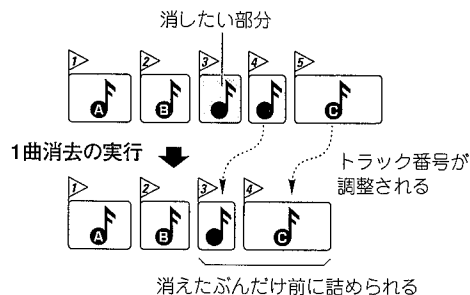 消したい部分
1 2 3 4 5
A B C
1曲消去の実行
トラック番号が
調整される
1 2 3 4
A B C
消えたぶんだけ前に詰められる